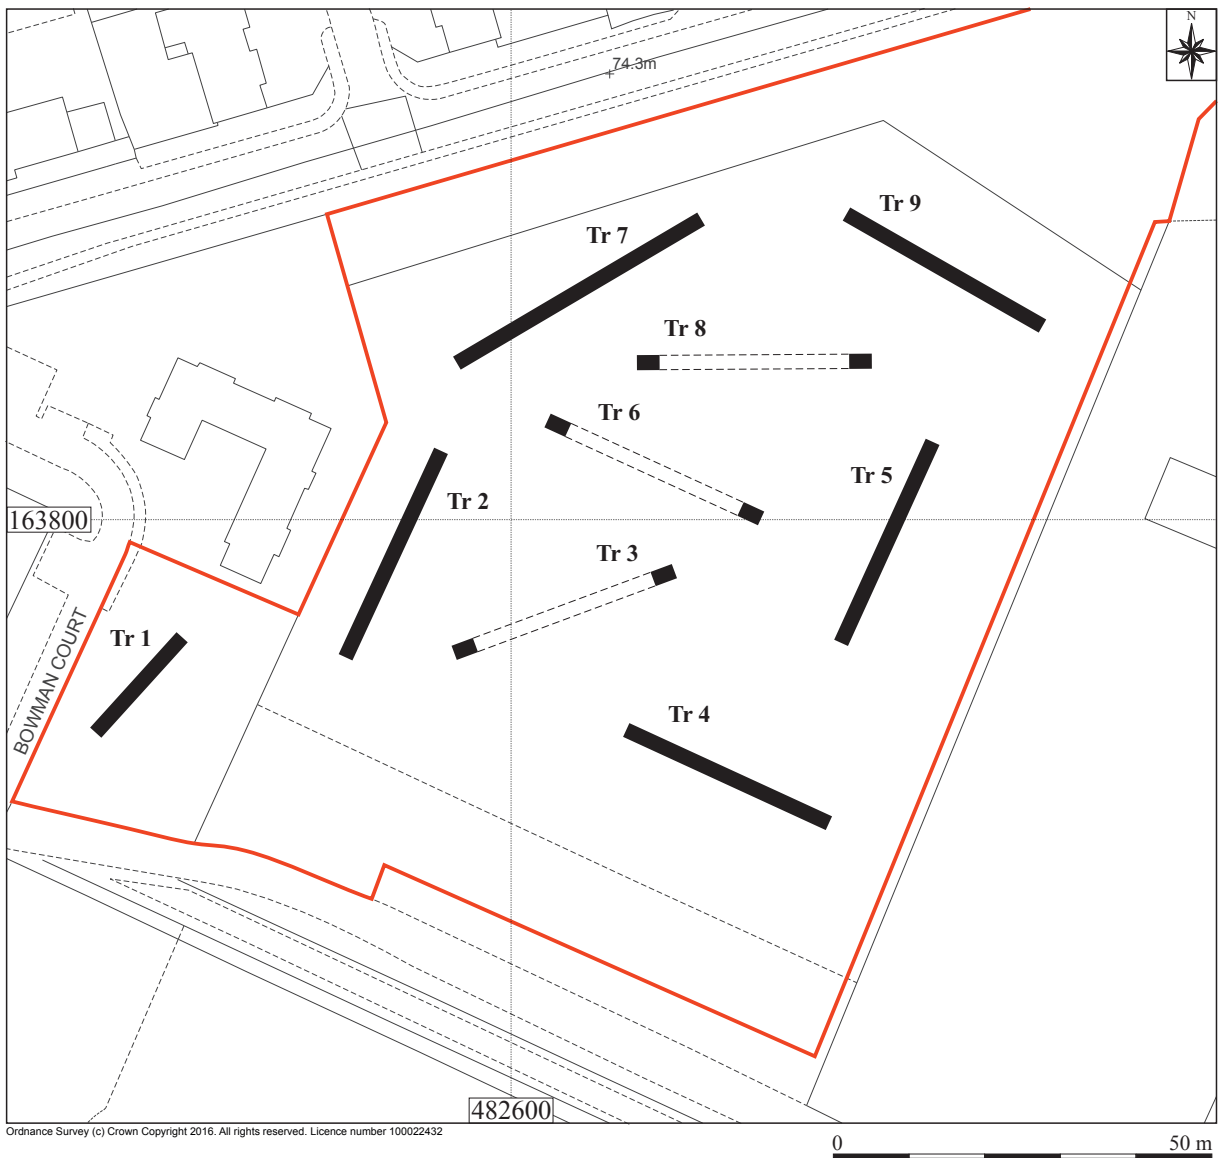 N
74.3m
Tr 9
Tr 7
Tr 8
Tr 6
Tr 5
Tr 2
163800
Tr 3
Tr 1
BOWMAN COURT
Tr 4
482600
Ordnance Survey (c) Crown Copyright 2016. All rights reserved. Licence number 100022432
0 50 m